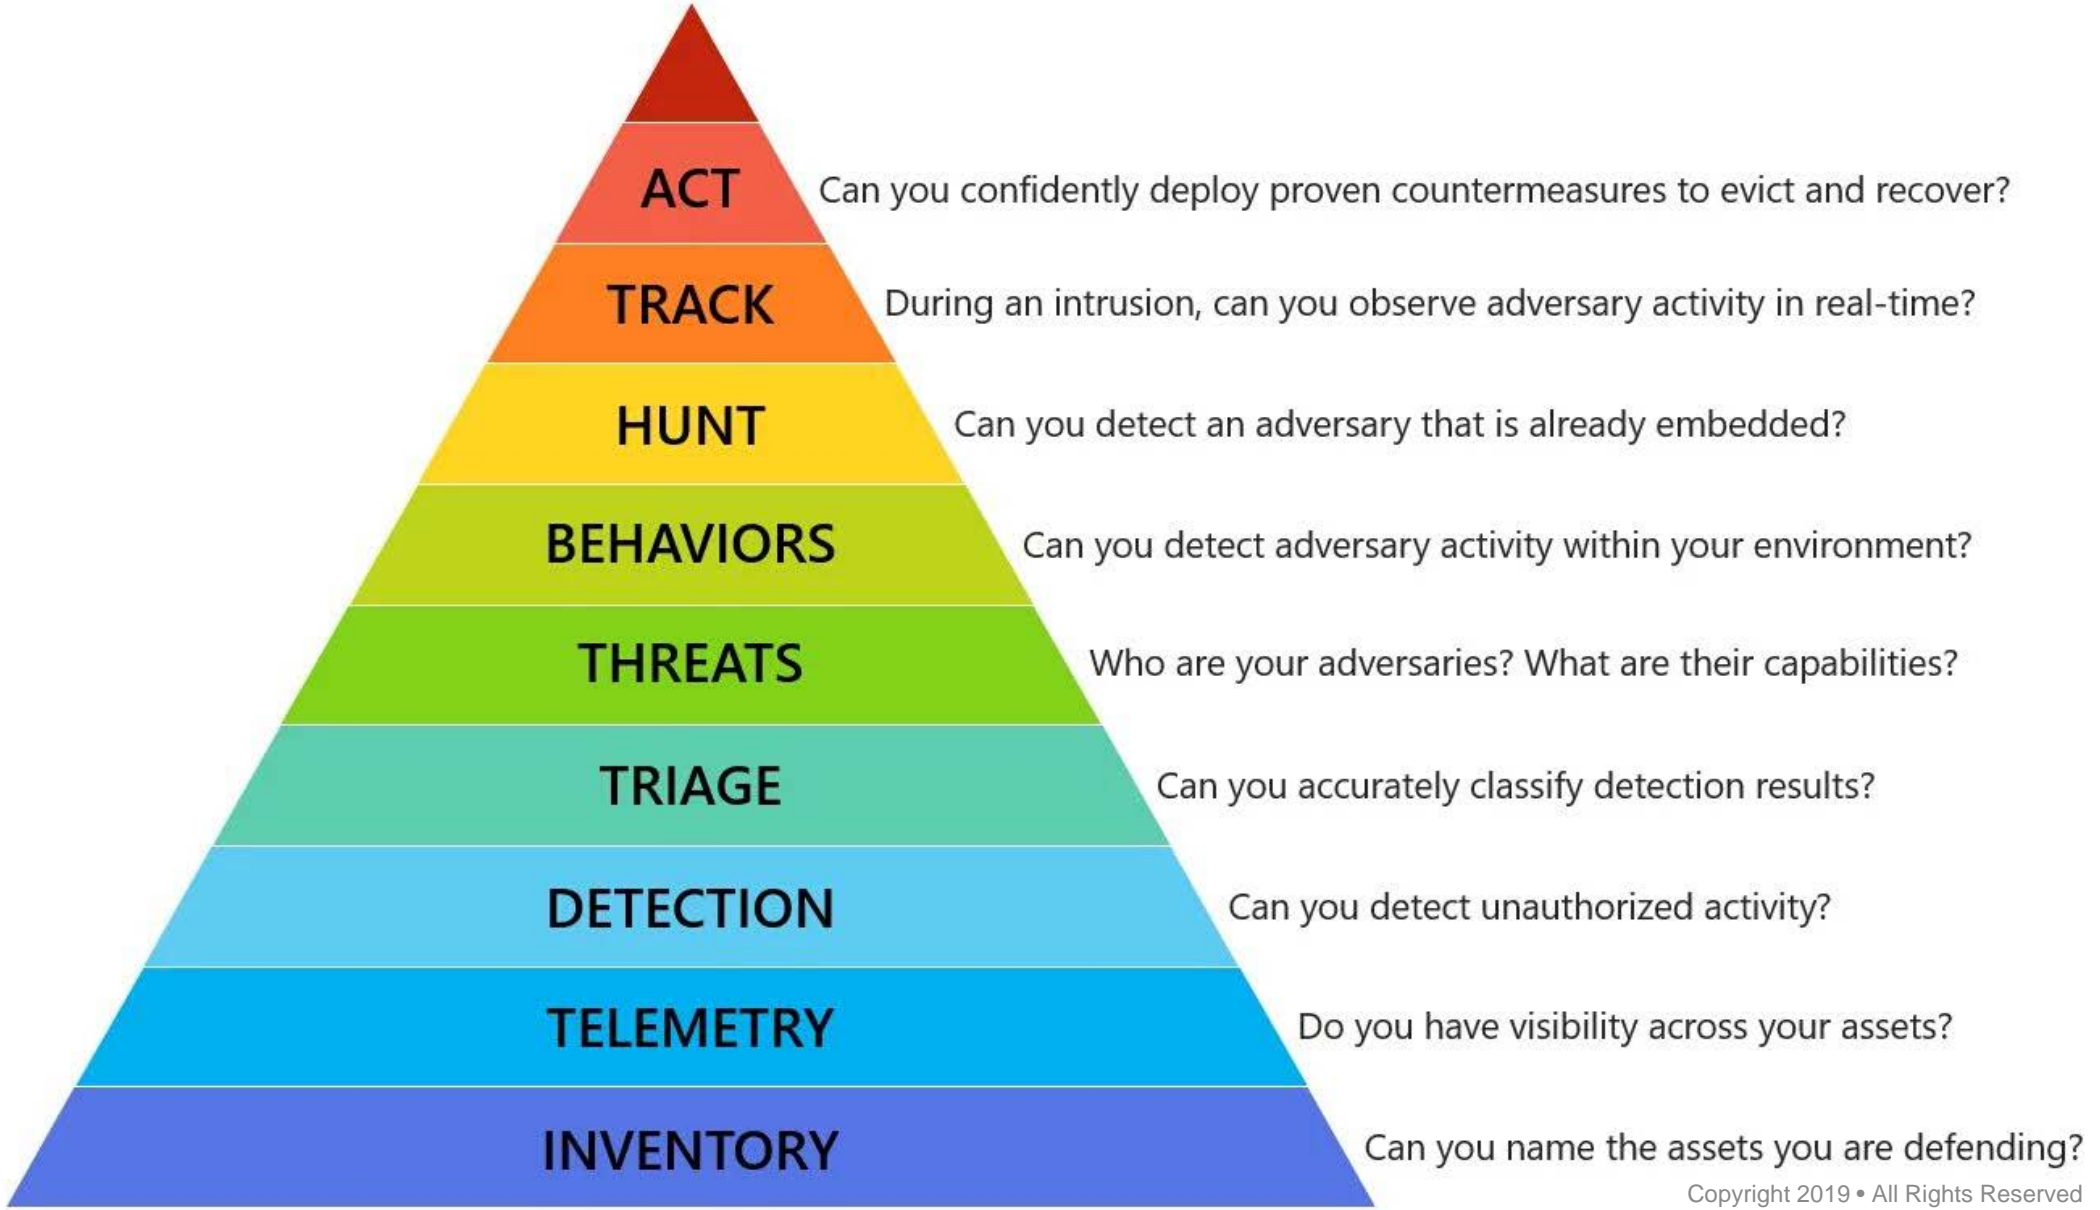 ACT Can you confidently deploy proven countermeasures to evict and recover?
TRACK During an intrusion, can you observe adversary activity in real-time?
HUNT Can you detect an adversary that is already embedded?
BEHAVIORS Can you detect adversary activity within your environment?
THREATS Who are your adversaries? What are their capabilities?
TRIAGE Can you accurately classify detection results?
DETECTION Can you detect unauthorized activity?
TELEMETRY Do you have visibility across your assets?
INVENTORY Can you name the assets you are defending?
Copyright 2019 • All Rights Reserved